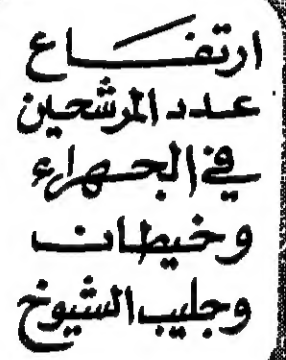 ارتفاع
عدد المرشحين
في الجهراء
وخيطان
وجليب الشيوخ